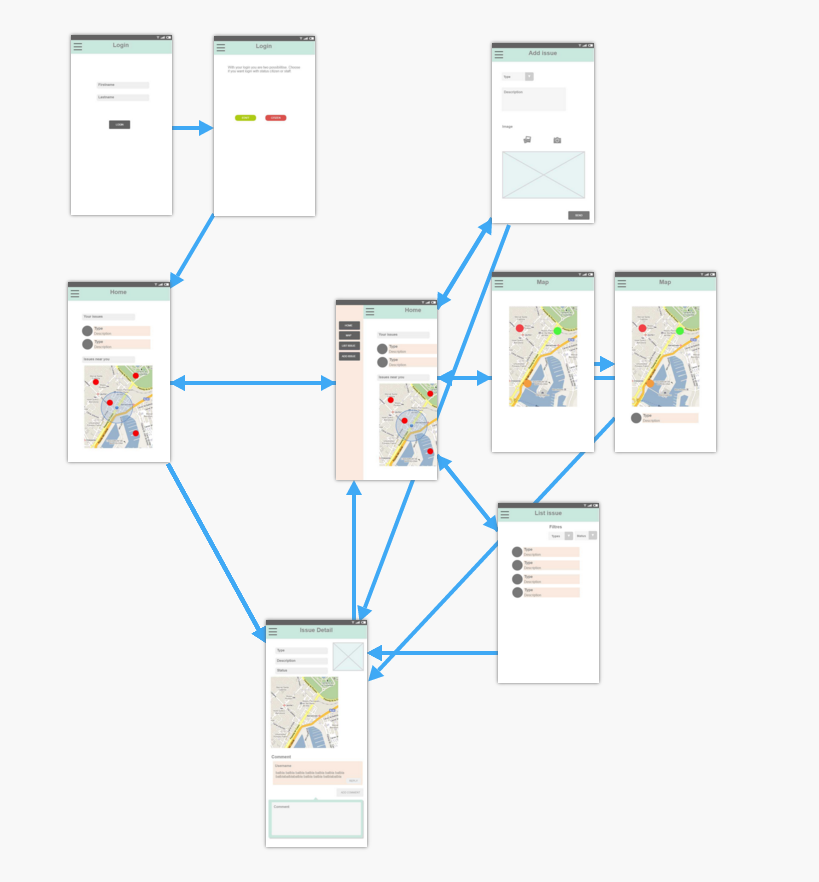 Login
Firstname
Lastname
LOGIN
Login
With your login you are two possibilities. Choose
if you want login with status citizen or staff.
STAFF
CITIZEN
Add issue
Type
Description
Image
SEND
Home
Your issues
Type
Description
Type
Description
Issues near you
HOME
MAP
LIST ISSUE
ADD ISSUE
Home
Your issues
Type
Description
Type
Description
Issues near you
Map
Map
Type
Description
List issue
Filtres
Types
Status
Type
Description
Type
Description
Type
Description
Type
Description
Issue Detail
Type
Description
Status
Comment
Username
ADD COMMENT
Comment